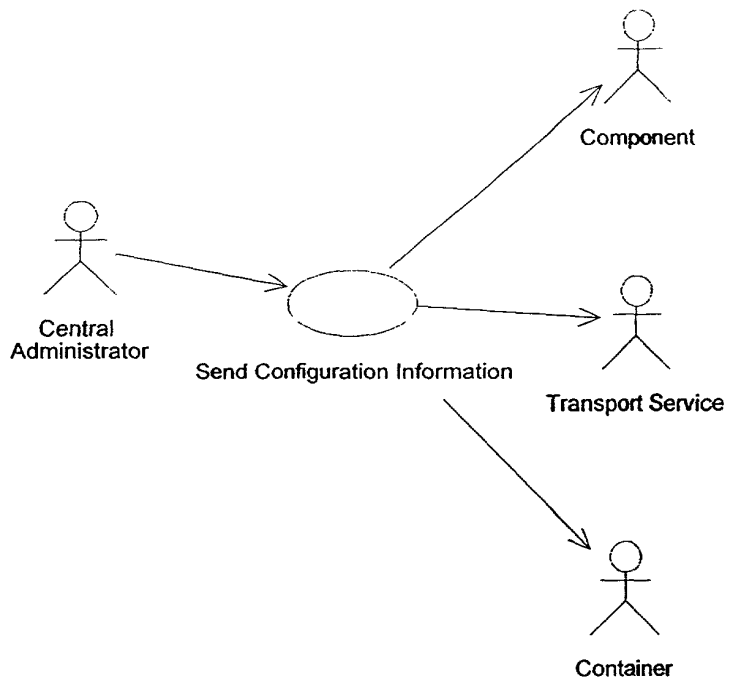 Component
Central
Administrator
Send Configuration Information
Transport Service
Container